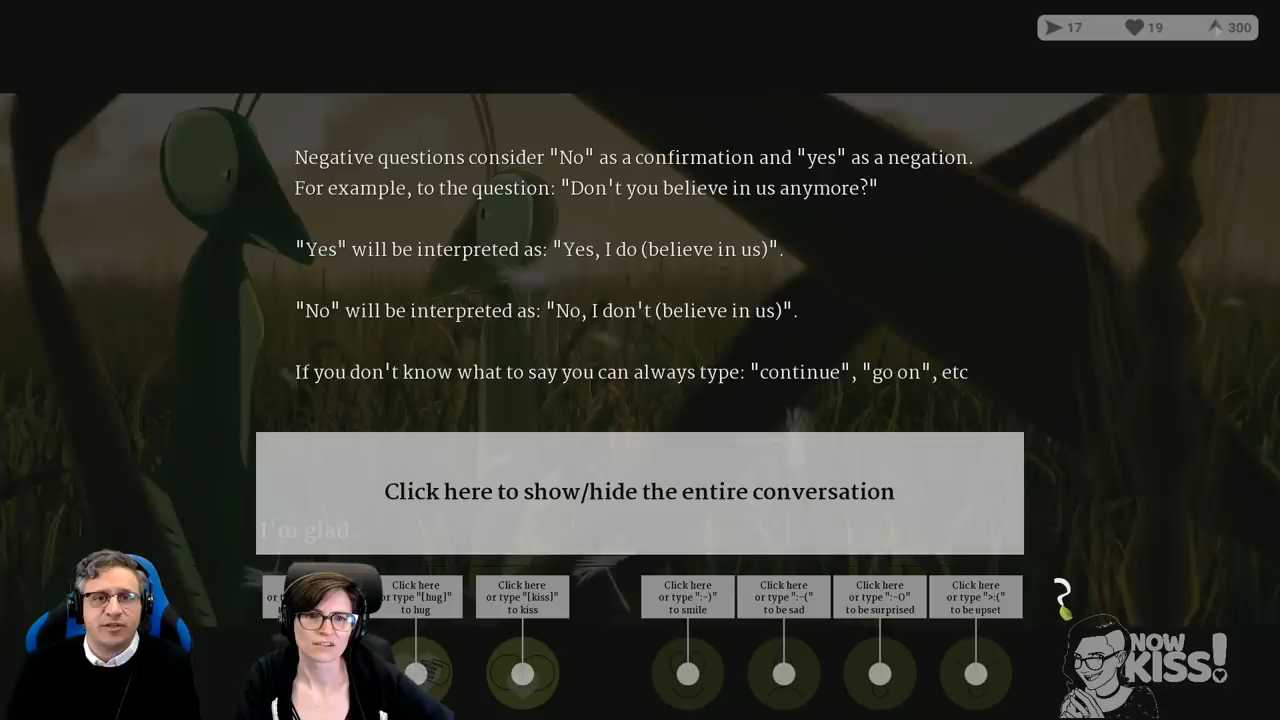 17
19
300
Negative questions consider "No" as a confirmation and "yes" as a negation.
For example, to the question: "Don't you believe in us anymore?"
"Yes" will be interpreted as: "Yes, I do (believe in us)".
"No" will be interpreted as: "No, I don't (believe in us)".
If you don't know what to say you can always type: "continue", "go on", etc
Click here to show/hide the entire conversation
I'm glad.
Click here
or type "[hug]"
to hug
Click here
or type "[kiss]"
to kiss
Click here
or type ":-)"
to smile
Click here
or type ":-("
to be sad
Click here
or type ":-O"
to be surprised
Click here
or type ">:("
to be upset
NOW
KISS!